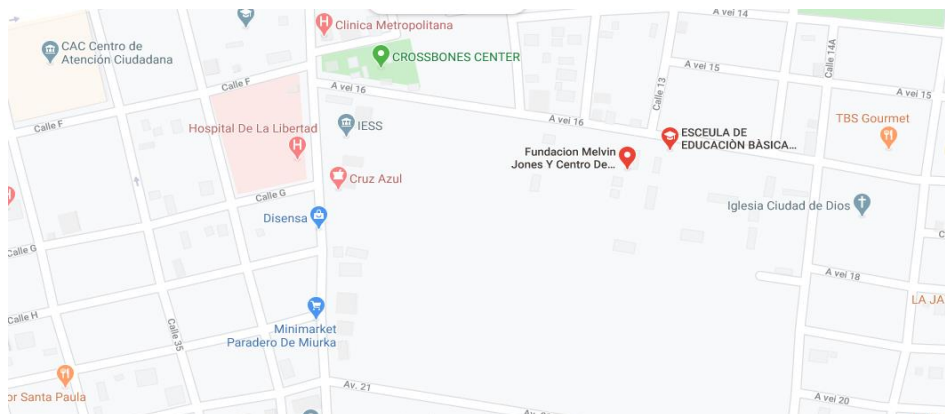 A vei 14
Clinica Metropolitana
CAC Centro de
Atención Ciudadana
CROSSBONES CENTER
Calle 14A
Calle F
A vei 15
A vei 16
Calle 13
A vei 15
TBS Gourmet
Calle F
Hospital De La Libertad
IESS
A vei 16
ESCEULA DE
EDUCACIÒN BÀSICA...
Fundacion Melvin
Jones Y Centro De...
Cruz Azul
Calle G
Iglesia Ciudad de Dios
Disensa
Calle G
A vei 18
LA JA
Calle H
Calle 35
Minimarket
Paradero De Miurka
Av. 21
or Santa Paula
A vei 20